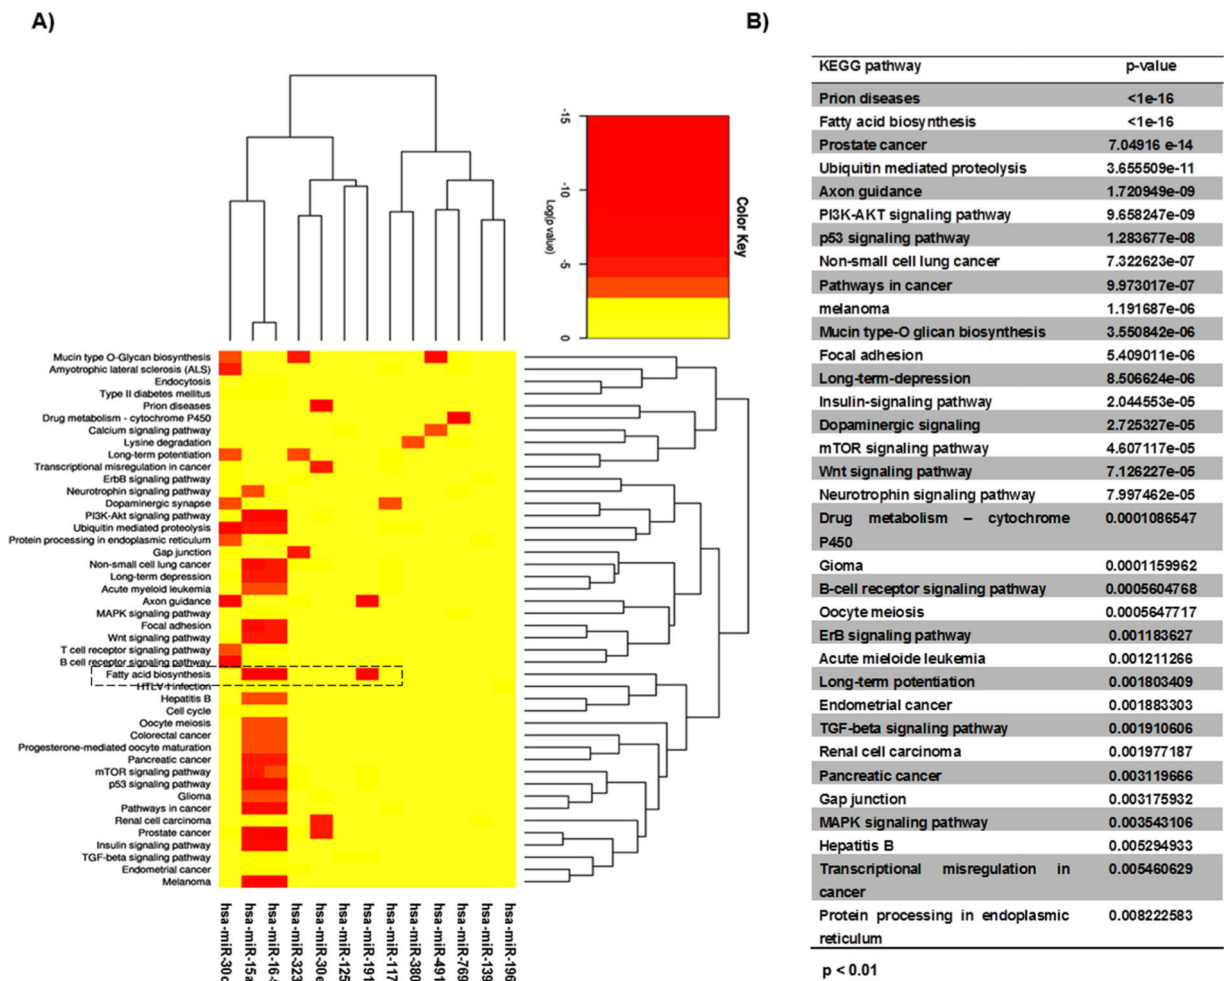 A)
B)
-15
-10
-5
0
Log(p value)
Color Key
Mucin type O-Glycan biosynthesis
Amyotrophic lateral sclerosis (ALS)
Endocytosis
Type II diabetes mellitus
Prion diseases
Drug metabolism - cytochrome P450
Calcium signaling pathway
Lysine degradation
Long-term potentiation
Transcriptional misregulation in cancer
ErbB signaling pathway
Neurotrophin signaling pathway
Dopaminergic synapse
PI3K-Akt signaling pathway
Ubiquitin mediated proteolysis
Protein processing in endoplasmic reticulum
Gap junction
Non-small cell lung cancer
Long-term depression
Acute myeloid leukemia
Axon guidance
MAPK signaling pathway
Focal adhesion
Wnt signaling pathway
T cell receptor signaling pathway
B cell receptor signaling pathway
Fatty acid biosynthesis
HTLV-I infection
Hepatitis B
Cell cycle
Oocyte meiosis
Colorectal cancer
Progesterone-mediated oocyte maturation
Pancreatic cancer
mTOR signaling pathway
p53 signaling pathway
Glioma
Pathways in cancer
Renal cell carcinoma
Prostate cancer
Insulin signaling pathway
TGF-beta signaling pathway
Endometrial cancer
Melanoma
hsa-miR-30c
hsa-miR-15a
hsa-miR-16-
hsa-miR-323
hsa-miR-30e
hsa-miR-125
hsa-miR-191
hsa-miR-117
hsa-miR-380
hsa-miR-491
hsa-miR-769
hsa-miR-139
hsa-miR-196
KEGG pathway p-value
Prion diseases <1e-16
Fatty acid biosynthesis <1e-16
Prostate cancer 7.04916 e-14
Ubiquitin mediated proteolysis 3.655509e-11
Axon guidance 1.720949e-09
PI3K-AKT signaling pathway 9.658247e-09
p53 signaling pathway 1.283677e-08
Non-small cell lung cancer 7.322623e-07
Pathways in cancer 9.973017e-07
melanoma 1.191687e-06
Mucin type-O glican biosynthesis 3.550842e-06
Focal adhesion 5.409011e-06
Long-term-depression 8.506624e-06
Insulin-signaling pathway 2.044553e-05
Dopaminergic signaling 2.725327e-05
mTOR signaling pathway 4.607117e-05
Wnt signaling pathway 7.126227e-05
Neurotrophin signaling pathway 7.997462e-05
Drug metabolism – cytochrome 0.0001086547
P450
Gioma 0.0001159962
B-cell receptor signaling pathway 0.0005604768
Oocyte meiosis 0.0005647717
ErB signaling pathway 0.001183627
Acute mieloide leukemia 0.001211266
Long-term potentiation 0.001803409
Endometrial cancer 0.001883303
TGF-beta signaling pathway 0.001910606
Renal cell carcinoma 0.001977187
Pancreatic cancer 0.003119666
Gap junction 0.003175932
MAPK signaling pathway 0.003543106
Hepatitis B 0.005294933
Transcriptional misregulation in 0.005460629
cancer
Protein processing in endoplasmic 0.008222583
reticulum
p < 0.01